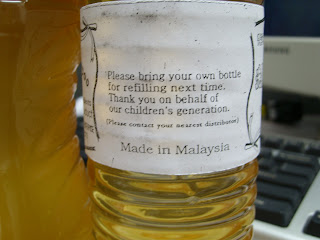 Please bring your own bottle
for refilling next time.
Thank you on behalf of
our children's generation.
(Please contact your nearest distributors)
Made in Malaysia